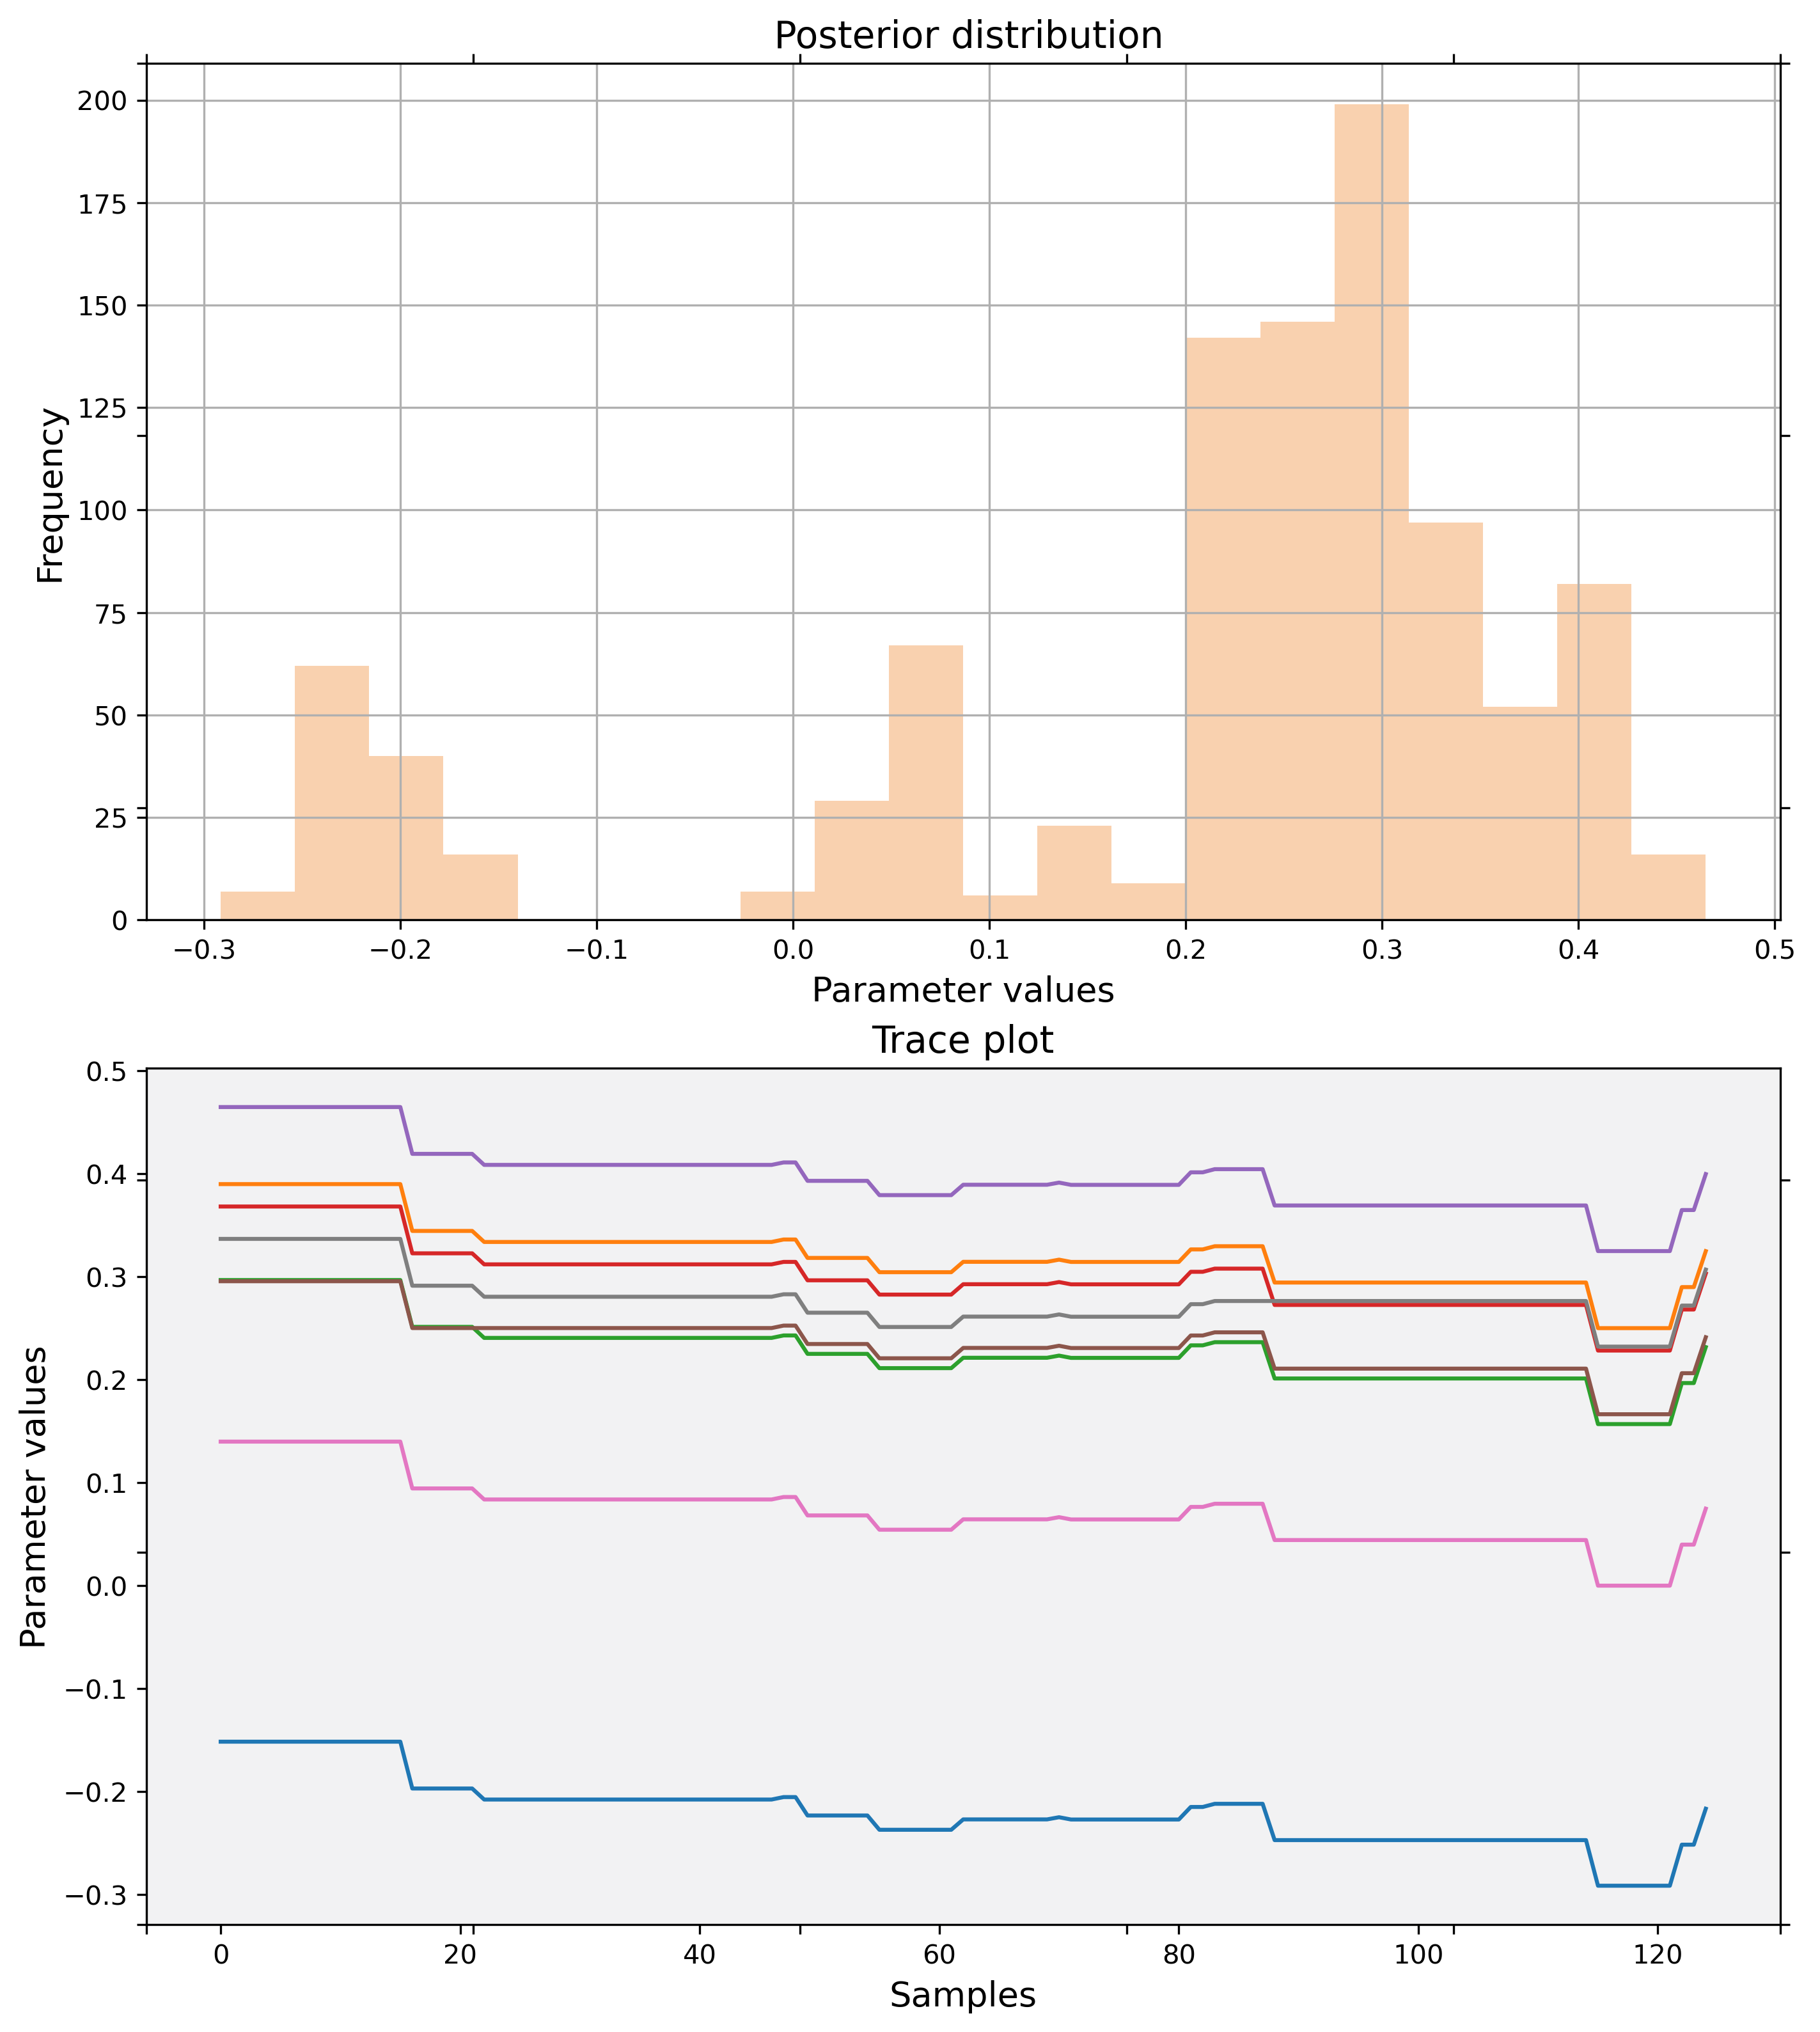 Posterior distribution
200
175
150
125
100
75
50
25
0
Frequency
−0.3 −0.2 −0.1 0.0 0.1 0.2 0.3 0.4 0.5
Parameter values
Trace plot
0.5
0.4
0.3
0.2
0.1
0.0
−0.1
−0.2
−0.3
Parameter values
0 20 40 60 80 100 120
Samples